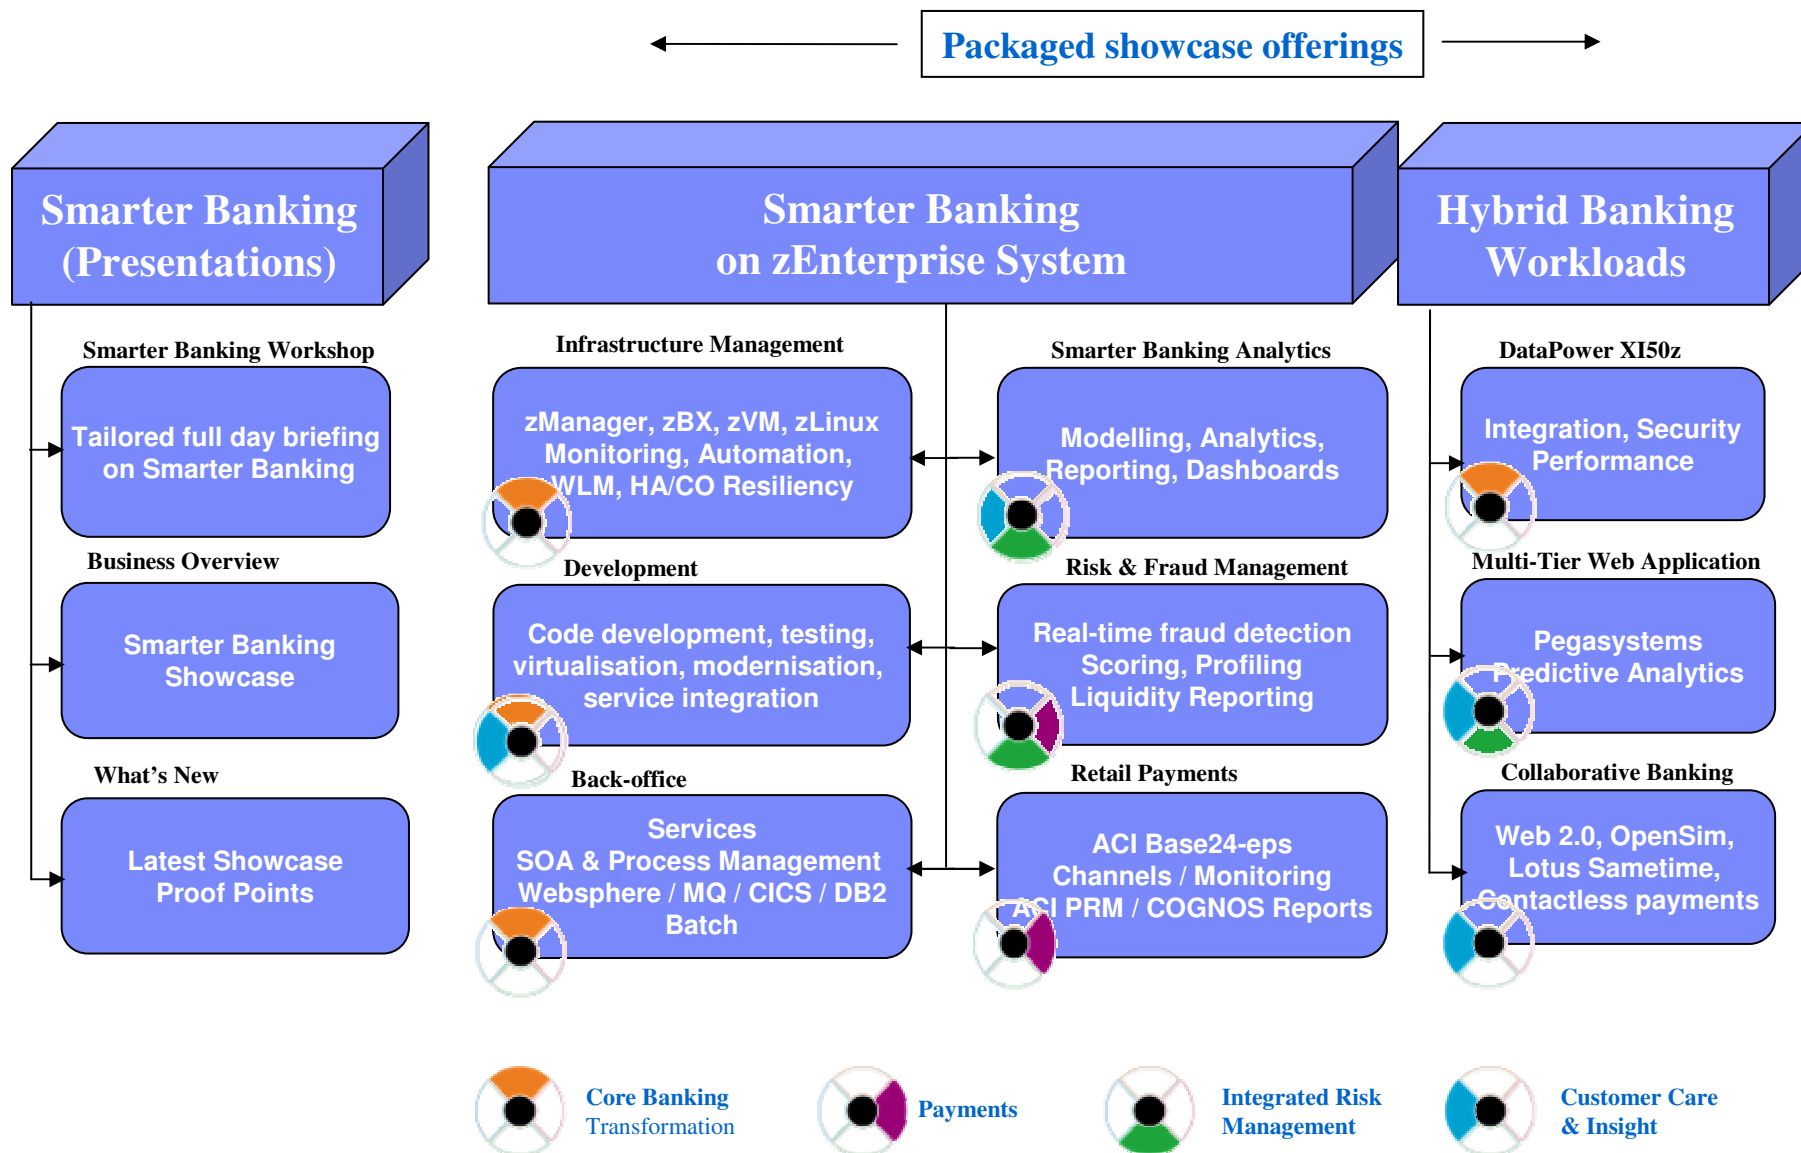 Packaged showcase offerings
Smarter Banking
(Presentations)
Smarter Banking
on zEnterprise System
Hybrid Banking
Workloads
Smarter Banking Workshop
Tailored full day briefing
on Smarter Banking
Business Overview
Smarter Banking
Showcase
What's New
Latest Showcase
Proof Points
Infrastructure Management
zManager, zBX, zVM, zLinux
Monitoring, Automation,
WLM, HA/CO Resiliency
Development
Code development, testing,
virtualisation, modernisation,
service integration
Back-office
Services
SOA & Process Management
Websphere / MQ / CICS / DB2
Batch
Smarter Banking Analytics
Modelling, Analytics,
Reporting, Dashboards
Risk & Fraud Management
Real-time fraud detection
Scoring, Profiling
Liquidity Reporting
Retail Payments
ACI Base24-eps
Channels / Monitoring
ACI PRM / COGNOS Reports
DataPower XI50z
Integration, Security
Performance
Multi-Tier Web Application
Pegasystems
Predictive Analytics
Collaborative Banking
Web 2.0, OpenSim,
Lotus Sametime,
Contactless payments
Core Banking
Transformation
Payments
Integrated Risk
Management
Customer Care
& Insight